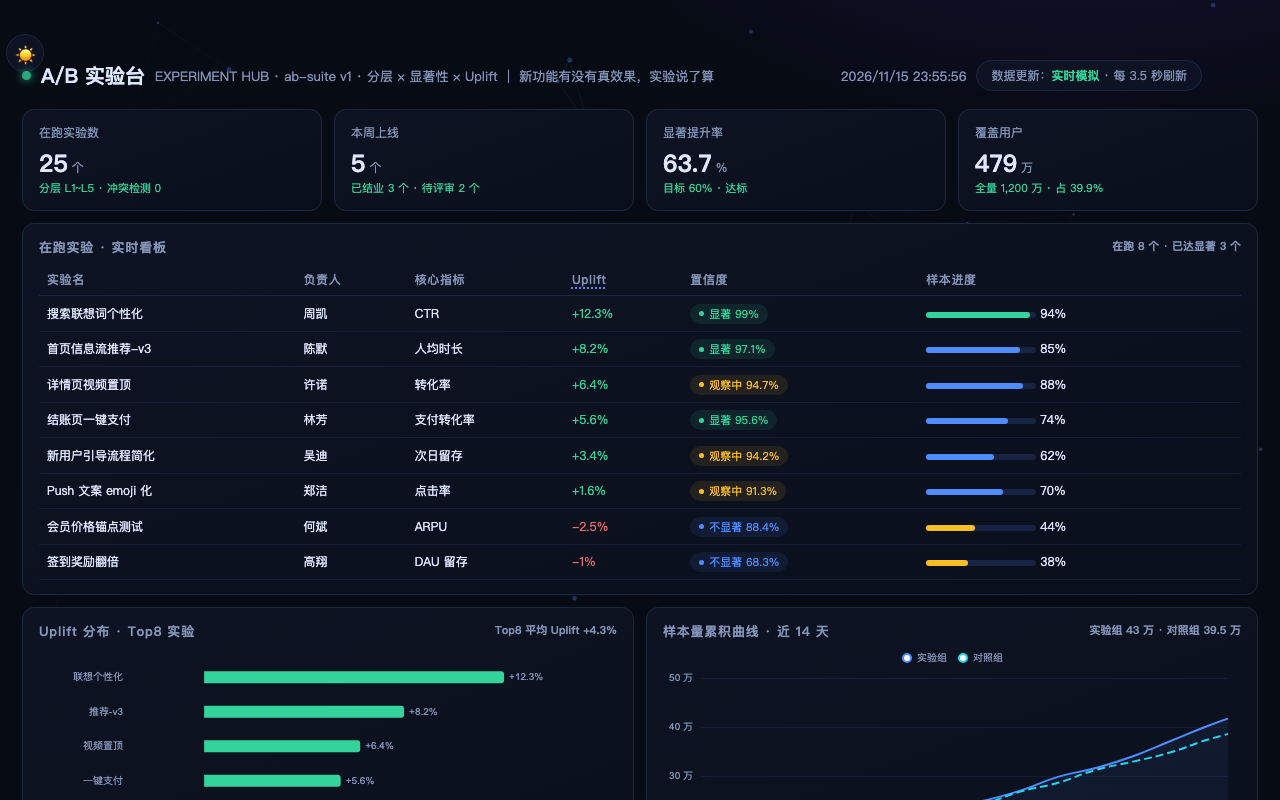 A/B 实验台 EXPERIMENT HUB · ab-suite v1 · 分层 × 显著性 × Uplift ｜ 新功能有没有真效果，实验说了算 2026/11/15 23:55:56 数据更新：实时模拟 · 每 3.5 秒刷新
在跑实验数
25 个
分层 L1~L5 · 冲突检测 0
本周上线
5 个
已结业 3 个 · 待评审 2 个
显著提升率
63.7 %
目标 60% · 达标
覆盖用户
479 万
全量 1,200 万 · 占 39.9%
在跑实验 · 实时看板 在跑 8 个 · 已达显著 3 个
实验名 负责人 核心指标 Uplift 置信度 样本进度
搜索联想词个性化 周凯 CTR +12.3% 显著 99% 94%
首页信息流推荐-v3 陈默 人均时长 +8.2% 显著 97.1% 85%
详情页视频置顶 许诺 转化率 +6.4% 观察中 94.7% 88%
结账页一键支付 林芳 支付转化率 +5.6% 显著 95.6% 74%
新用户引导流程简化 吴迪 次日留存 +3.4% 观察中 94.2% 62%
Push 文案 emoji 化 郑洁 点击率 +1.6% 观察中 91.3% 70%
会员价格锚点测试 何斌 ARPU −2.5% 不显著 88.4% 44%
签到奖励翻倍 高翔 DAU 留存 −1% 不显著 68.3% 38%
Uplift 分布 · Top8 实验 Top8 平均 Uplift +4.3%
联想个性化 +12.3%
推荐-v3 +8.2%
视频置顶 +6.4%
一键支付 +5.6%
样本量累积曲线 · 近 14 天 实验组 43 万 · 对照组 39.5 万
实验组 对照组
50 万
40 万
30 万